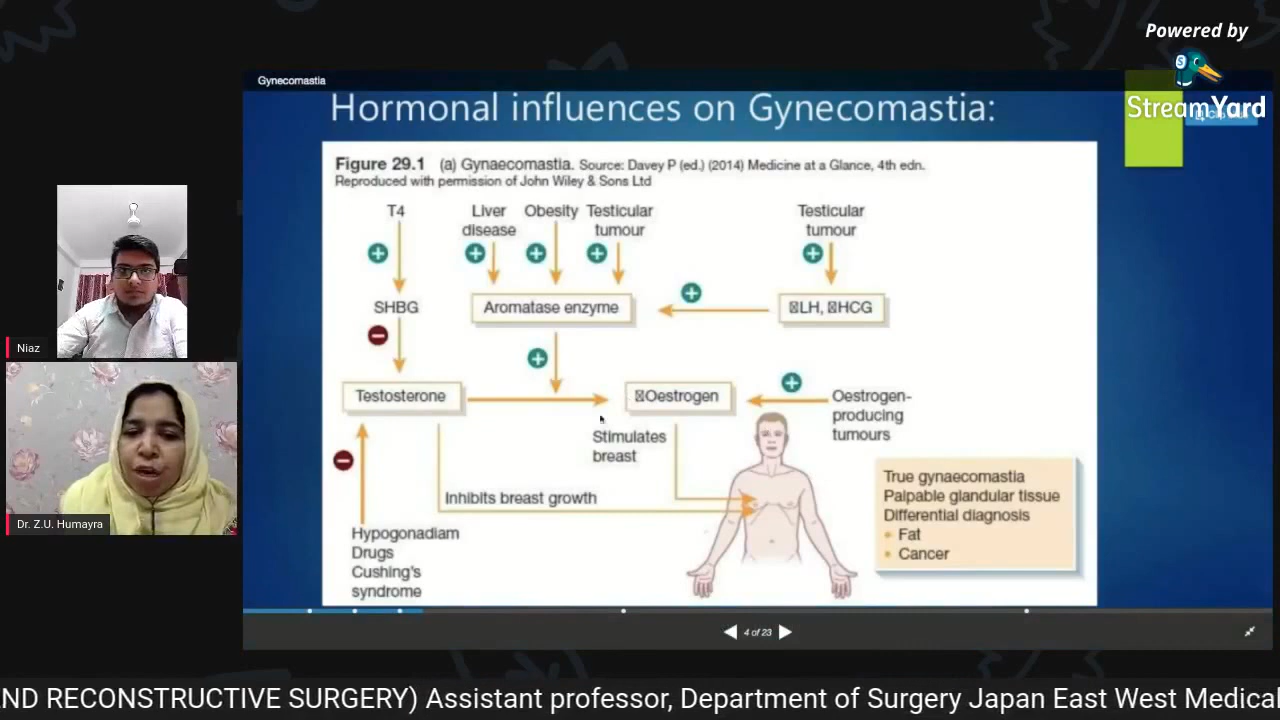 Powered by
StreamYard
Gynecomastia
Hormonal influences on Gynecomastia:
Figure 29.1 (a) Gynaecomastia. Source: Davey P (ed.) (2014) Medicine at a Glance, 4th edn.
Reproduced with permission of John Wiley & Sons Ltd
T4
Liver
disease
Obesity
Testicular
tumour
Testicular
tumour
SHBG
Aromatase enzyme
LH, HCG
Testosterone
Oestrogen
Oestrogen-
producing
tumours
Stimulates
breast
Inhibits breast growth
Hypogonadiam
Drugs
Cushing's
syndrome
True gynaecomastia
Palpable glandular tissue
Differential diagnosis
Fat
Cancer
4 of 23
Niaz
Dr. Z.U. Humayra
ND RECONSTRUCTIVE SURGERY) Assistant professor, Department of Surgery Japan East West Medica